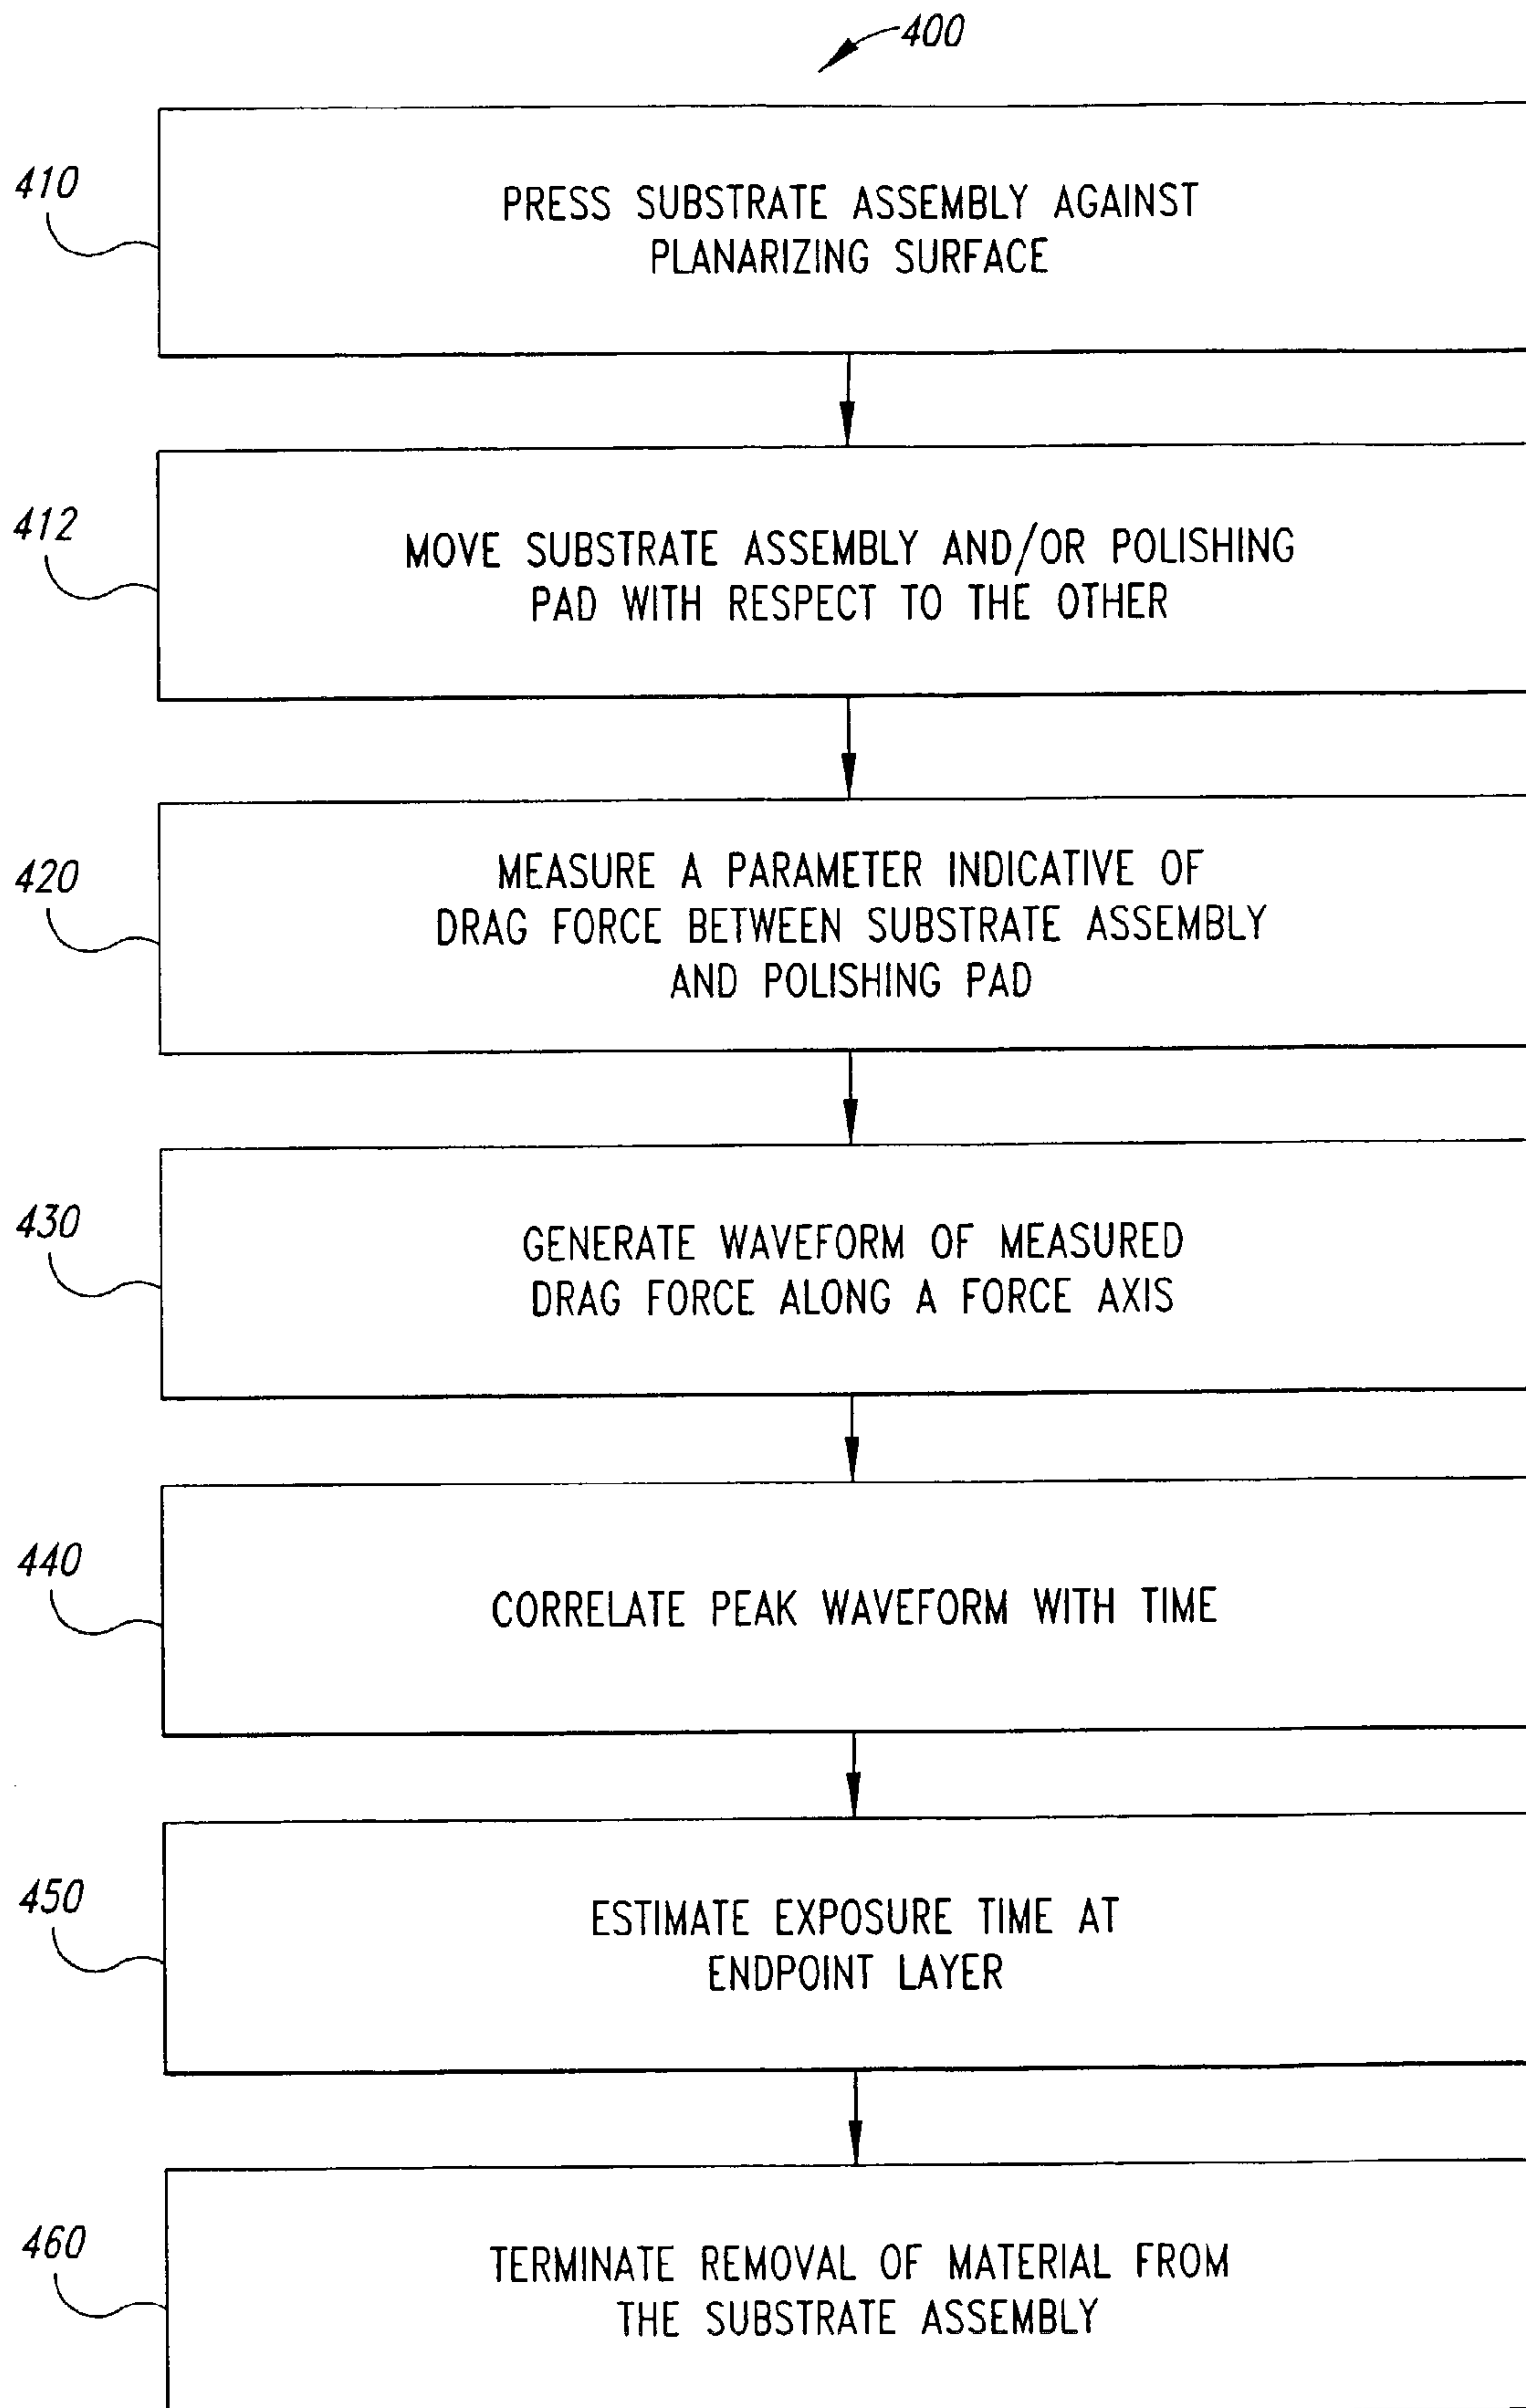 400
410
PRESS SUBSTRATE ASSEMBLY AGAINST
PLANARIZING SURFACE
412
MOVE SUBSTRATE ASSEMBLY AND/OR POLISHING
PAD WITH RESPECT TO THE OTHER
420
MEASURE A PARAMETER INDICATIVE OF
DRAG FORCE BETWEEN SUBSTRATE ASSEMBLY
AND POLISHING PAD
430
GENERATE WAVEFORM OF MEASURED
DRAG FORCE ALONG A FORCE AXIS
440
CORRELATE PEAK WAVEFORM WITH TIME
450
ESTIMATE EXPOSURE TIME AT
ENDPOINT LAYER
460
TERMINATE REMOVAL OF MATERIAL FROM
THE SUBSTRATE ASSEMBLY